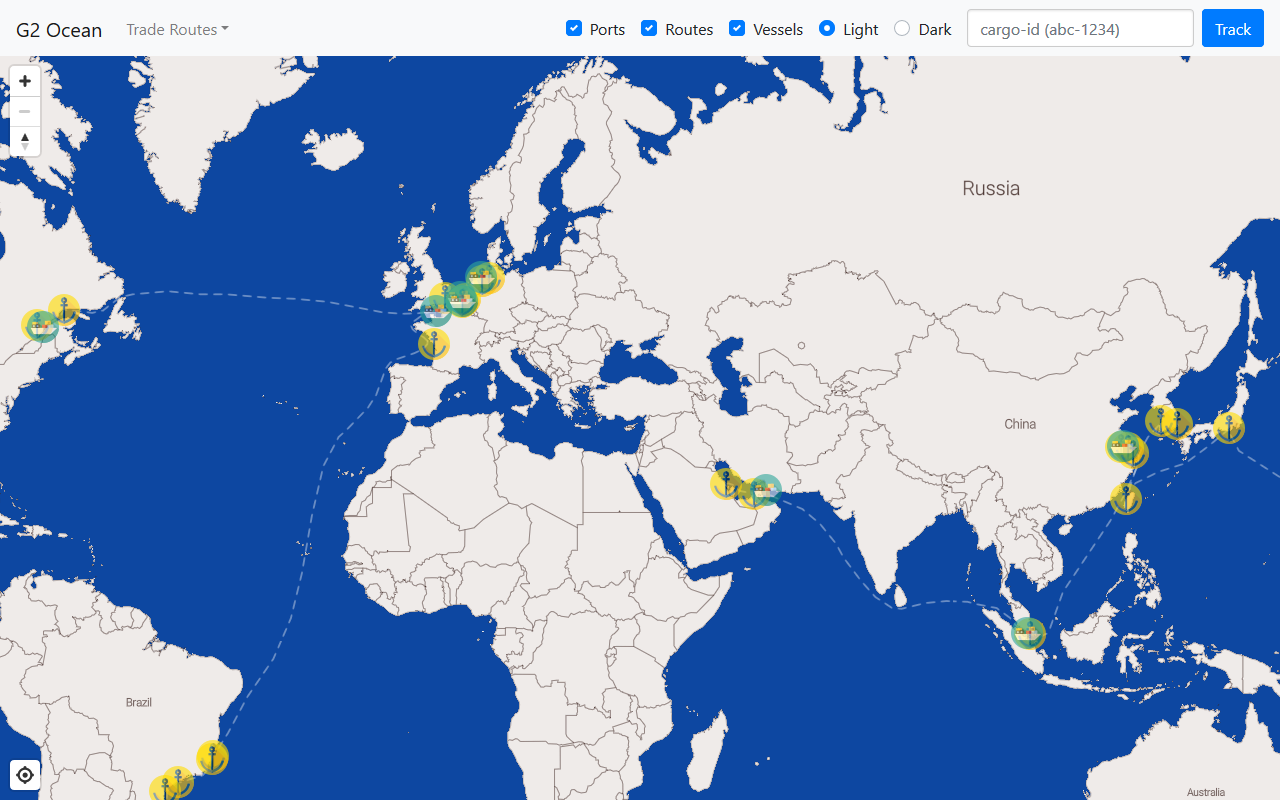 G2 Ocean
Trade Routes
Ports
Routes
Vessels
Light
Dark
cargo-id (abc-1234)
Track
Russia
China
Brazil
Australia